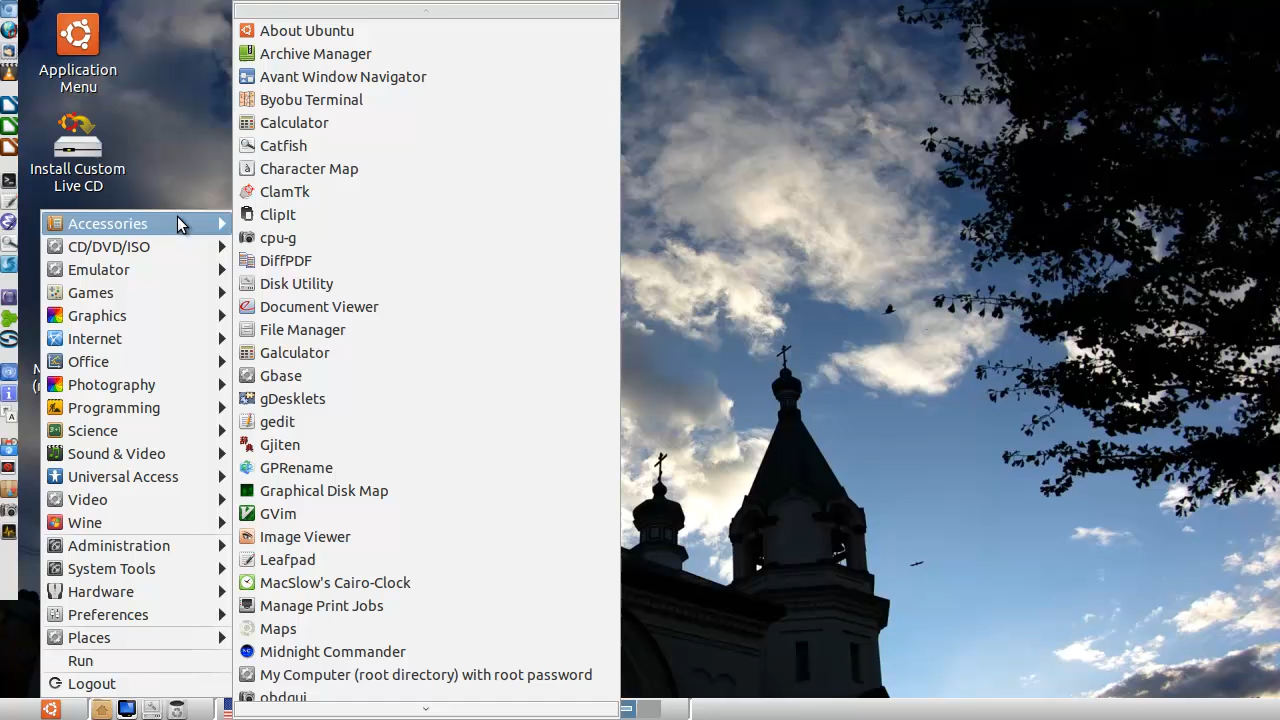 Application
Menu
Install Custom
Live CD
Accessories
CD/DVD/ISO
Emulator
Games
Graphics
Internet
Office
Photography
Programming
Science
Sound & Video
Universal Access
Video
Wine
Administration
System Tools
Hardware
Preferences
Places
Run
Logout
About Ubuntu
Archive Manager
Avant Window Navigator
Byobu Terminal
Calculator
Catfish
Character Map
ClamTk
ClipIt
cpu-g
DiffPDF
Disk Utility
Document Viewer
File Manager
Galculator
Gbase
gDesklets
gedit
Gjiten
GPRename
Graphical Disk Map
GVim
Image Viewer
Leafpad
MacSlow's Cairo-Clock
Manage Print Jobs
Maps
Midnight Commander
My Computer (root directory) with root password